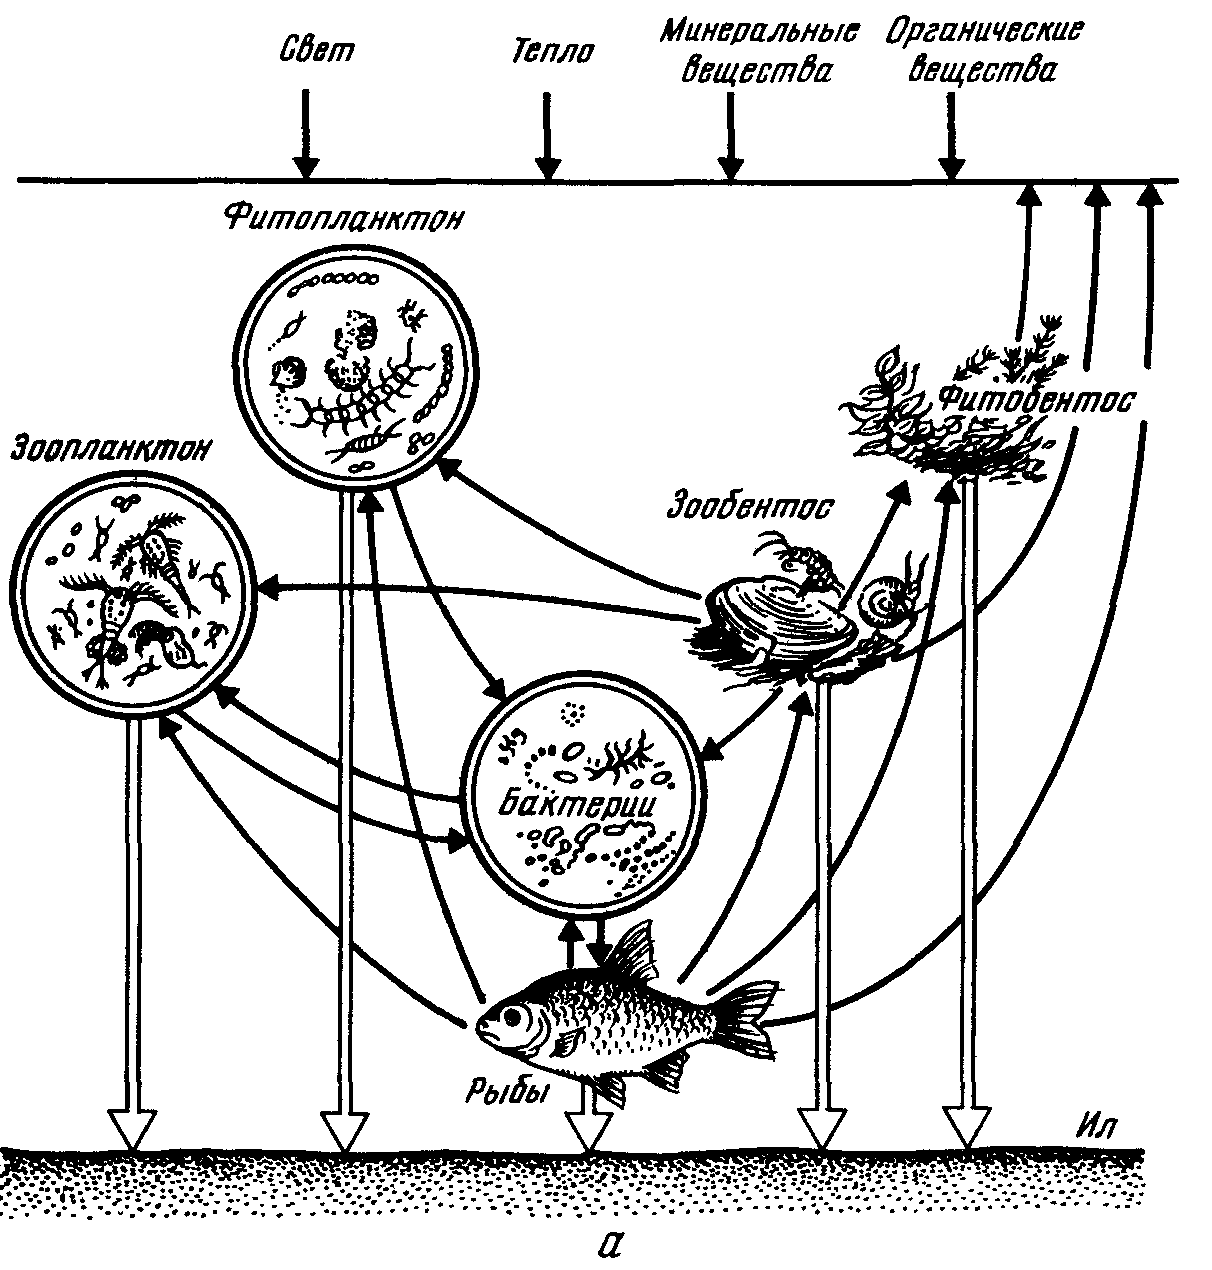 Свет
Тепло
Минеральные
вещества
Органические
вещества
Фитопланктон
Зоопланктон
Фитобентос
Зообентос
Бактерии
Рыбы
Ил
а